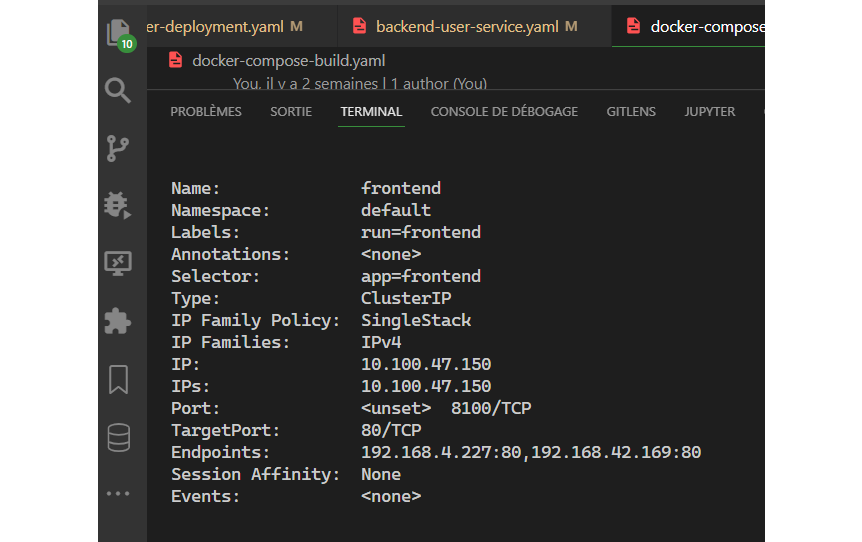 er-deployment.yaml M
backend-user-service.yaml M
docker-compose
10
docker-compose-build.yaml
You, il y a 2 semaines | 1 author (You)
PROBLÈMES SORTIE TERMINAL CONSOLE DE DÉBOGAGE GITLENS JUPYTER
Name: frontend
Namespace: default
Labels: run=frontend
Annotations: <none>
Selector: app=frontend
Type: ClusterIP
IP Family Policy: SingleStack
IP Families: IPv4
IP: 10.100.47.150
IPs: 10.100.47.150
Port: <unset> 8100/TCP
TargetPort: 80/TCP
Endpoints: 192.168.4.227:80,192.168.42.169:80
Session Affinity: None
Events: <none>